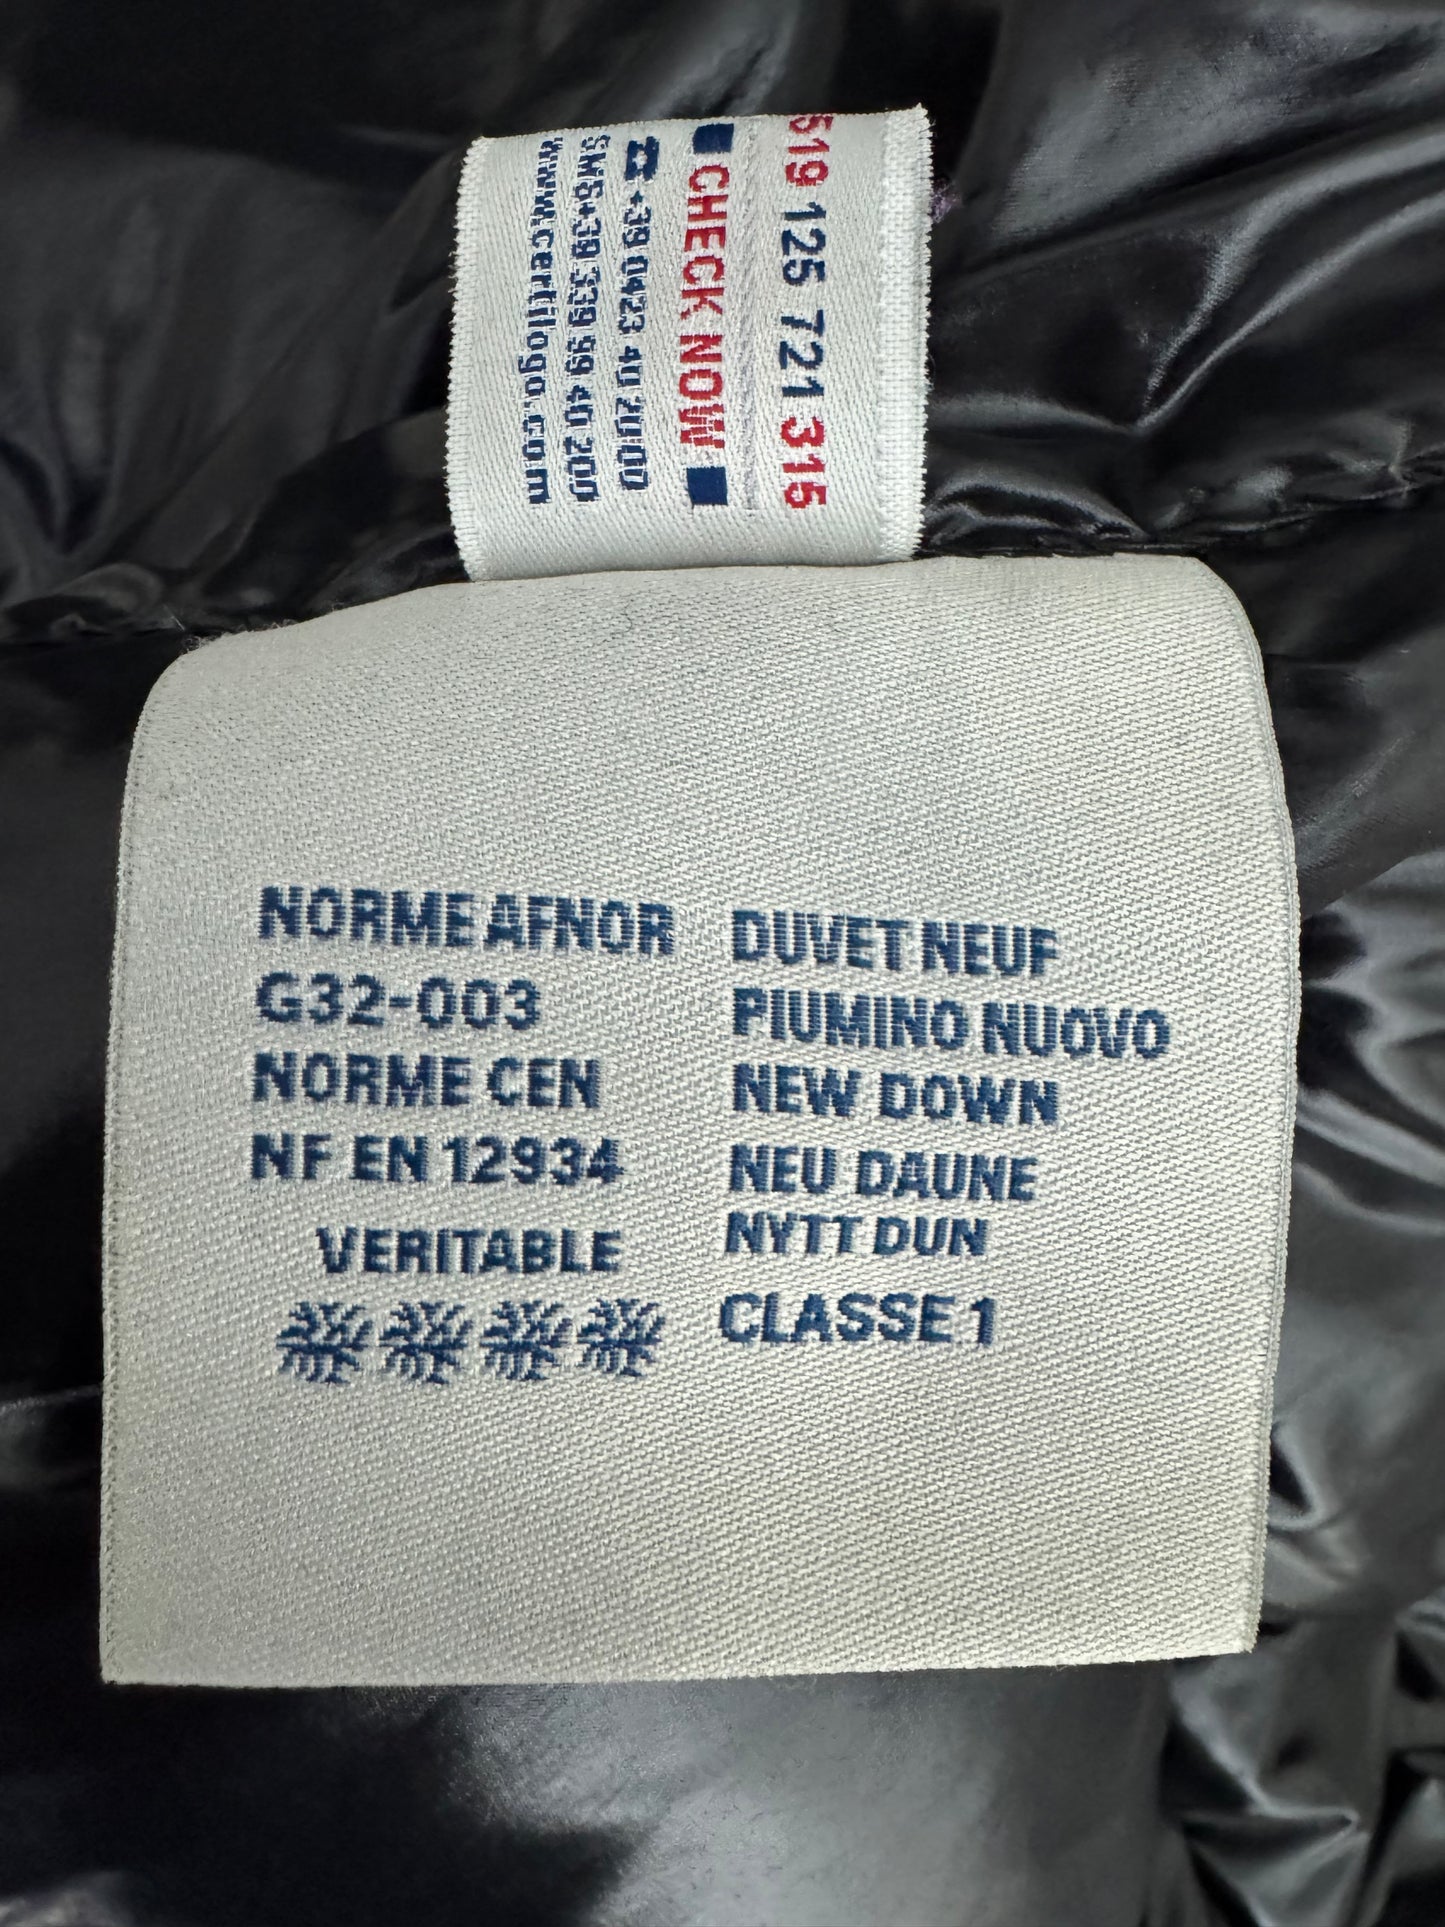 519 125 721 315
CHECK NOW
☎ +39 0423 40 2000
SMS+39 339 99 40 200
www.certilogo.com
NORME AFNOR
G32-003
NORME CEN
NF EN 12934
VERITABLE
DUVET NEUF
PIUMINO NUOVO
NEW DOWN
NEU DAUNE
NYTT DUN
CLASSE 1